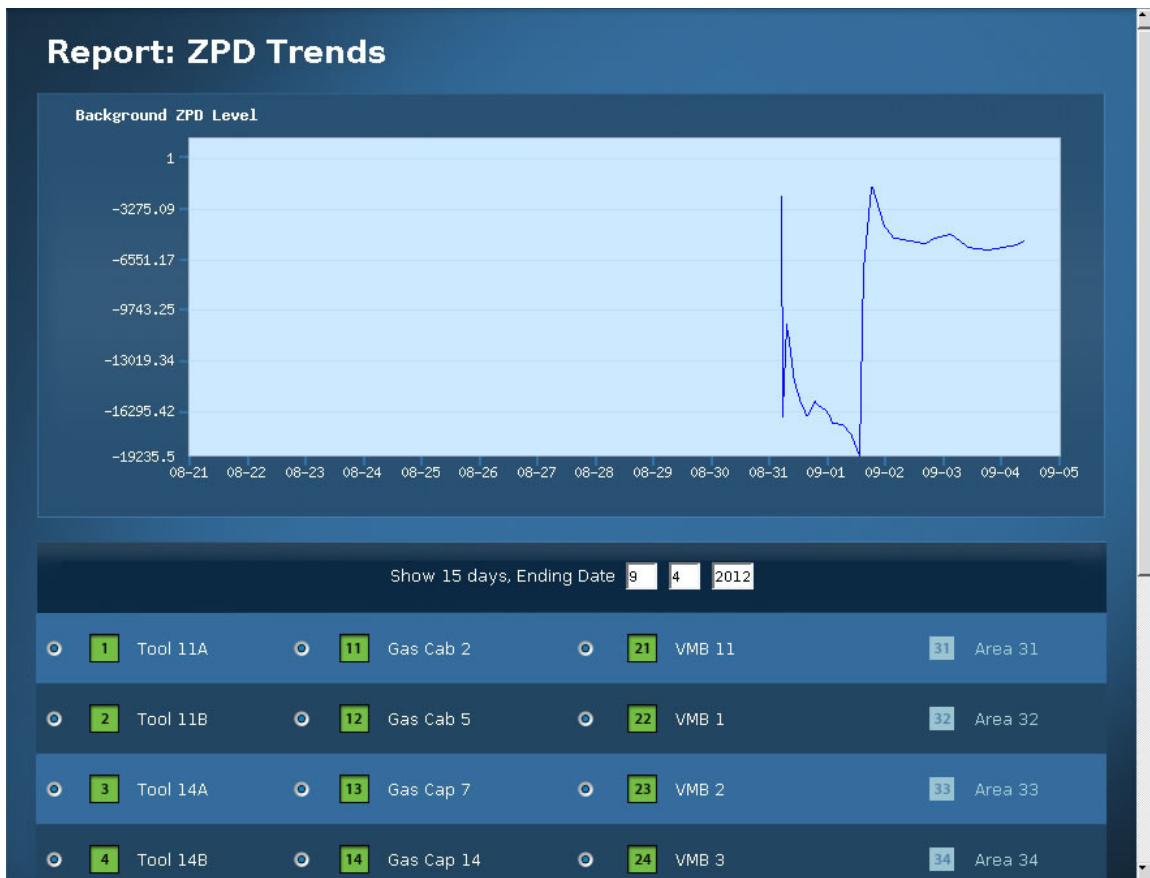 Report: ZPD Trends
Background ZPD Level
1
-3275.09
-6551.17
-9743.25
-13019.34
-16295.42
-19235.5
08-21 08-22 08-23 08-24 08-25 08-26 08-27 08-28 08-29 08-30 08-31 09-01 09-02 09-03 09-04 09-05
Show 15 days, Ending Date 9 4 2012
1 Tool 11A 11 Gas Cab 2 21 VMB 11 31 Area 31
2 Tool 11B 12 Gas Cab 5 22 VMB 1 32 Area 32
3 Tool 14A 13 Gas Cap 7 23 VMB 2 33 Area 33
4 Tool 14B 14 Gas Cap 14 24 VMB 3 34 Area 34